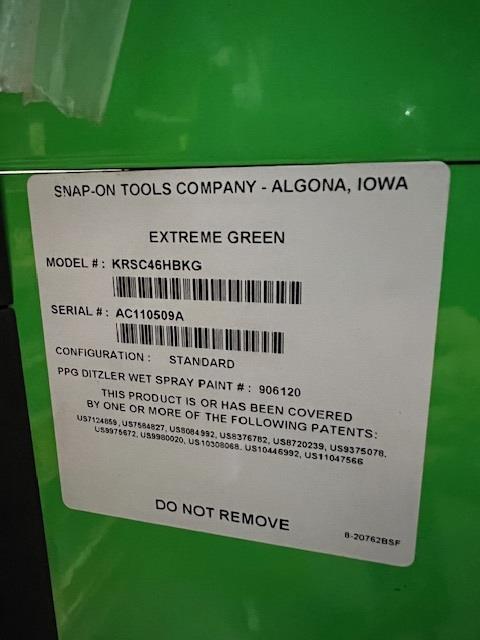 SNAP-ON TOOLS COMPANY - ALGONA, IOWA
EXTREME GREEN
MODEL # : KRSC46HBKG
SERIAL # : AC110509A
CONFIGURATION : STANDARD
PPG DITZLER WET SPRAY PAINT # : 906120
THIS PRODUCT IS OR HAS BEEN COVERED
BY ONE OR MORE OF THE FOLLOWING PATENTS:
US7124859, US7584827, US8084992, US8376782, US8720239, US9375078,
US9975672, US9980020, US10308068, US10446992, US11047566
DO NOT REMOVE
8-20762BSF